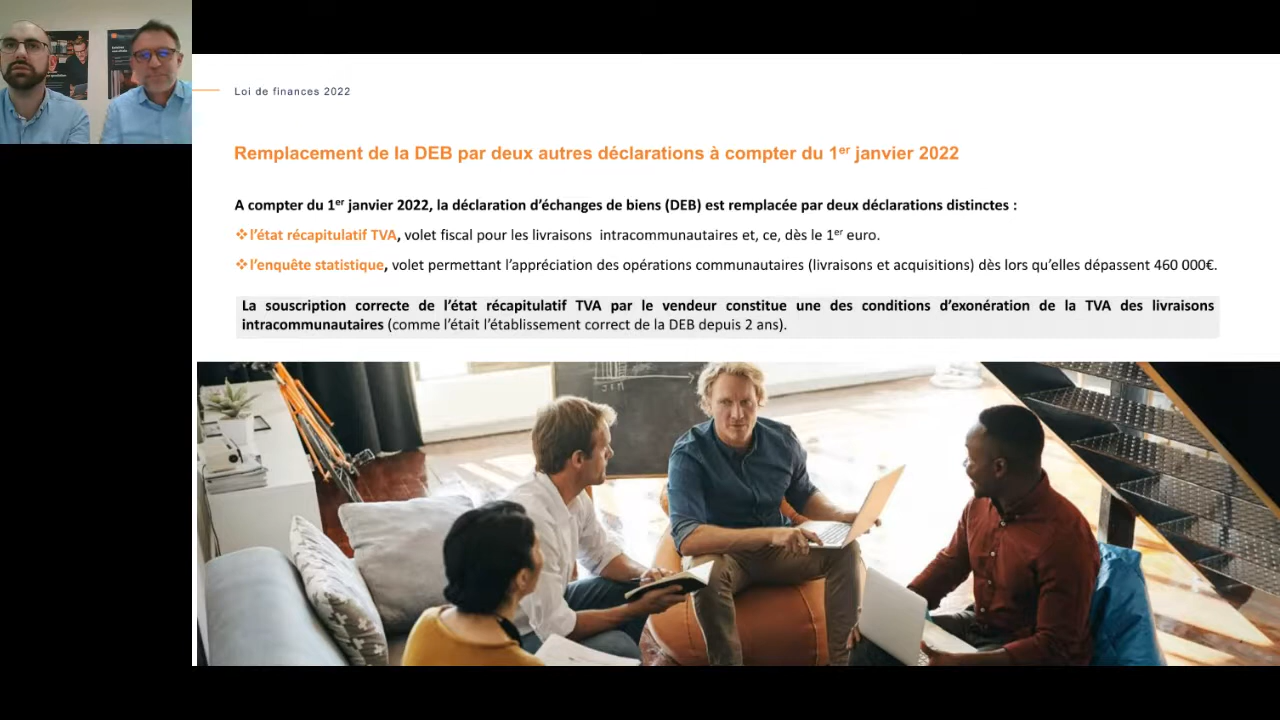 Loi de finances 2022
Remplacement de la DEB par deux autres déclarations à compter du 1er janvier 2022
A compter du 1er janvier 2022, la déclaration d'échanges de biens (DEB) est remplacée par deux déclarations distinctes :
❖l'état récapitulatif TVA, volet fiscal pour les livraisons intracommunautaires et, ce, dès le 1er euro.
❖l'enquête statistique, volet permettant l'appréciation des opérations communautaires (livraisons et acquisitions) dès lors qu'elles dépassent 460 000€.
La souscription correcte de l'état récapitulatif TVA par le vendeur constitue une des conditions d'exonération de la TVA des livraisons
intracommunautaires (comme l'était l'établissement correct de la DEB depuis 2 ans).